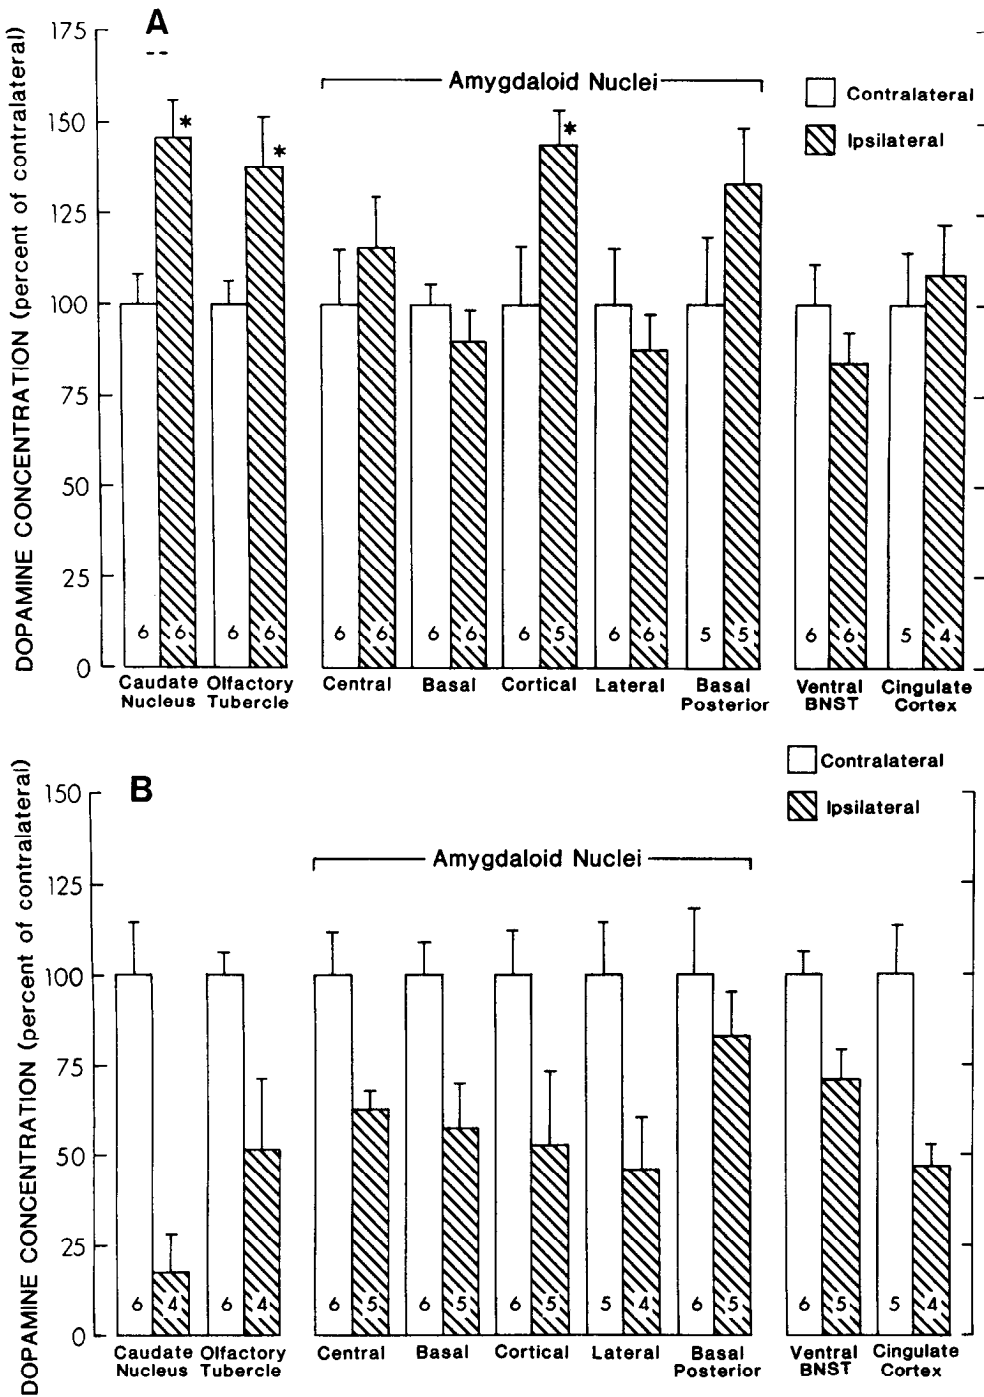 A
DOPAMINE CONCENTRATION (percent of contralateral)
175
150
125
100
75
50
25
0
Amygdaloid Nuclei
Contralateral
Ipsilateral
* * *
6 6 6 6 6 6 6 6 6 5 6 6 5 5 6 6 5 4
Caudate Olfactory Central Basal Cortical Lateral Basal Ventral Cingulate
Nucleus Tubercle Posterior BNST Cortex
B
DOPAMINE CONCENTRATION (percent of contralateral)
150
125
100
75
50
25
0
Contralateral
Ipsilateral
Amygdaloid Nuclei
6 4 6 4 6 5 6 5 6 5 5 4 6 5 6 5 5 4
Caudate Olfactory Central Basal Cortical Lateral Basal Ventral Cingulate
Nucleus Tubercle Posterior BNST Cortex